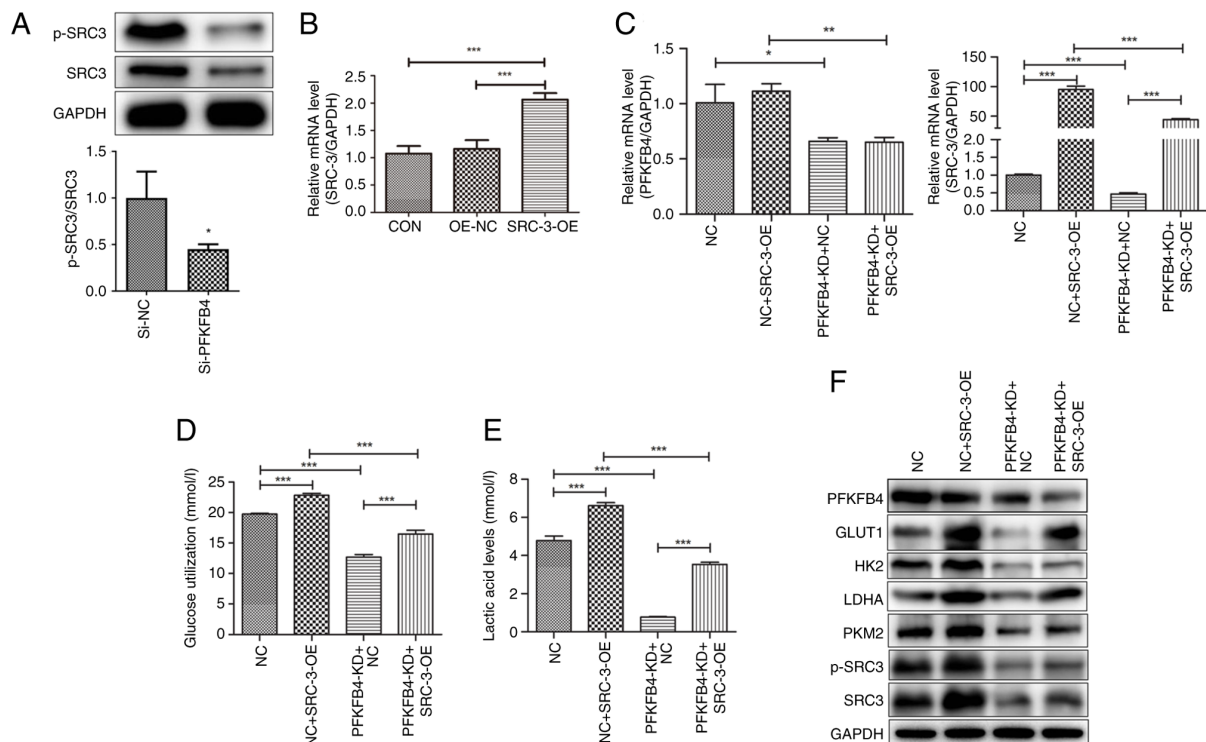 A
p-SRC3
SRC3
GAPDH
p-SRC3/SRC3
1.5
1.0
0.5
0.0
*
Si-NC
Si-PFKFB4
B
Relative mRNA level
(SRC-3/GAPDH)
2.5
2.0
1.5
1.0
0.5
0.0
***
***
CON
OE-NC
SRC-3-OE
C
Relative mRNA level
(PFKFB4/GAPDH)
1.5
1.0
0.5
0.0
**
*
NC
NC+SRC-3-OE
PFKFB4-KD+NC
PFKFB4-KD+
SRC-3-OE
Relative mRNA level
(SRC-3/GAPDH)
100
75
50
2.0
1.5
1.0
0.5
0.0
***
***
***
***
NC
NC+SRC-3-OE
PFKFB4-KD+NC
PFKFB4-KD+
SRC-3-OE
D
Glucose utilization (mmol/l)
25
20
15
10
5
0
***
***
***
***
NC
NC+SRC-3-OE
PFKFB4-KD+
NC
PFKFB4-KD+
SRC-3-OE
E
Lactic acid levels (mmol/l)
8
6
4
2
0
***
***
***
***
NC
NC+SRC-3-OE
PFKFB4-KD+
NC
PFKFB4-KD+
SRC-3-OE
F
NC
NC+SRC-3-OE
PFKFB4-KD+
NC
PFKFB4-KD+
SRC-3-OE
PFKFB4
GLUT1
HK2
LDHA
PKM2
p-SRC3
SRC3
GAPDH